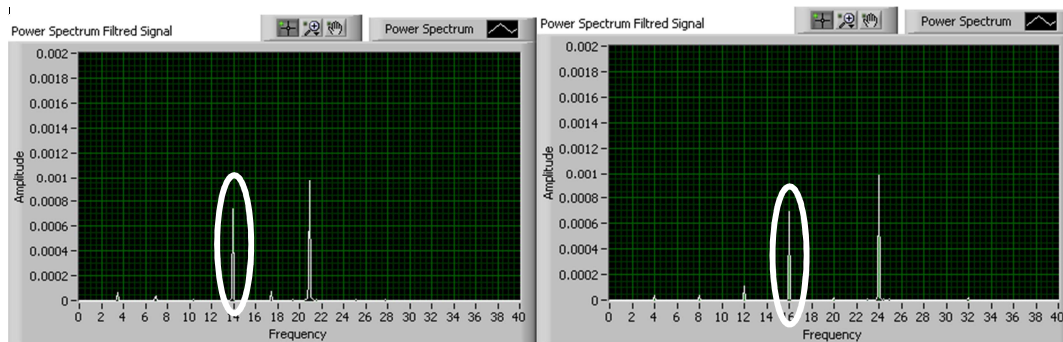 Power Spectrum Filtred Signal
Power Spectrum
Amplitude
0.002
0.0018
0.0016
0.0014
0.0012
0.001
0.0008
0.0006
0.0004
0.0002
0
0 2 4 6 8 10 12 14 16 18 20 22 24 26 28 30 32 34 36 38 40
Frequency
Power Spectrum Filtred Signal
Power Spectrum
Amplitude
0.002
0.0018
0.0016
0.0014
0.0012
0.001
0.0008
0.0006
0.0004
0.0002
0
0 2 4 6 8 10 12 14 16 18 20 22 24 26 28 30 32 34 36 38 40
Frequency